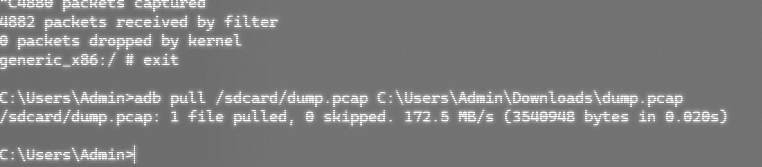 ^C4880 packets captured
4882 packets received by filter
0 packets dropped by kernel
generic_x86:/ # exit
C:\Users\Admin>adb pull /sdcard/dump.pcap C:\Users\Admin\Downloads\dump.pcap
/sdcard/dump.pcap: 1 file pulled, 0 skipped. 172.5 MB/s (3540948 bytes in 0.020s)
C:\Users\Admin>